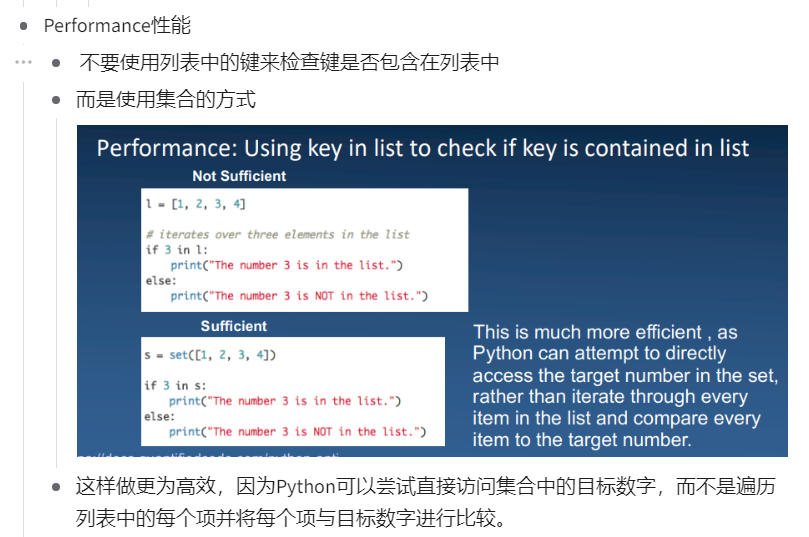 Performance性能
不要使用列表中的键来检查键是否包含在列表中
而是使用集合的方式
Performance: Using key in list to check if key is contained in list
Not Sufficient
l = [1, 2, 3, 4]
# iterates over three elements in the list
if 3 in l:
    print("The number 3 is in the list.")
else:
    print("The number 3 is NOT in the list.")
Sufficient
s = set([1, 2, 3, 4])
if 3 in s:
    print("The number 3 is in the list.")
else:
    print("The number 3 is NOT in the list.")
This is much more efficient , as
Python can attempt to directly
access the target number in the set,
rather than iterate through every
item in the list and compare every
item to the target number.
这样做更为高效，因为Python可以尝试直接访问集合中的目标数字，而不是遍历
列表中的每个项并将每个项与目标数字进行比较。